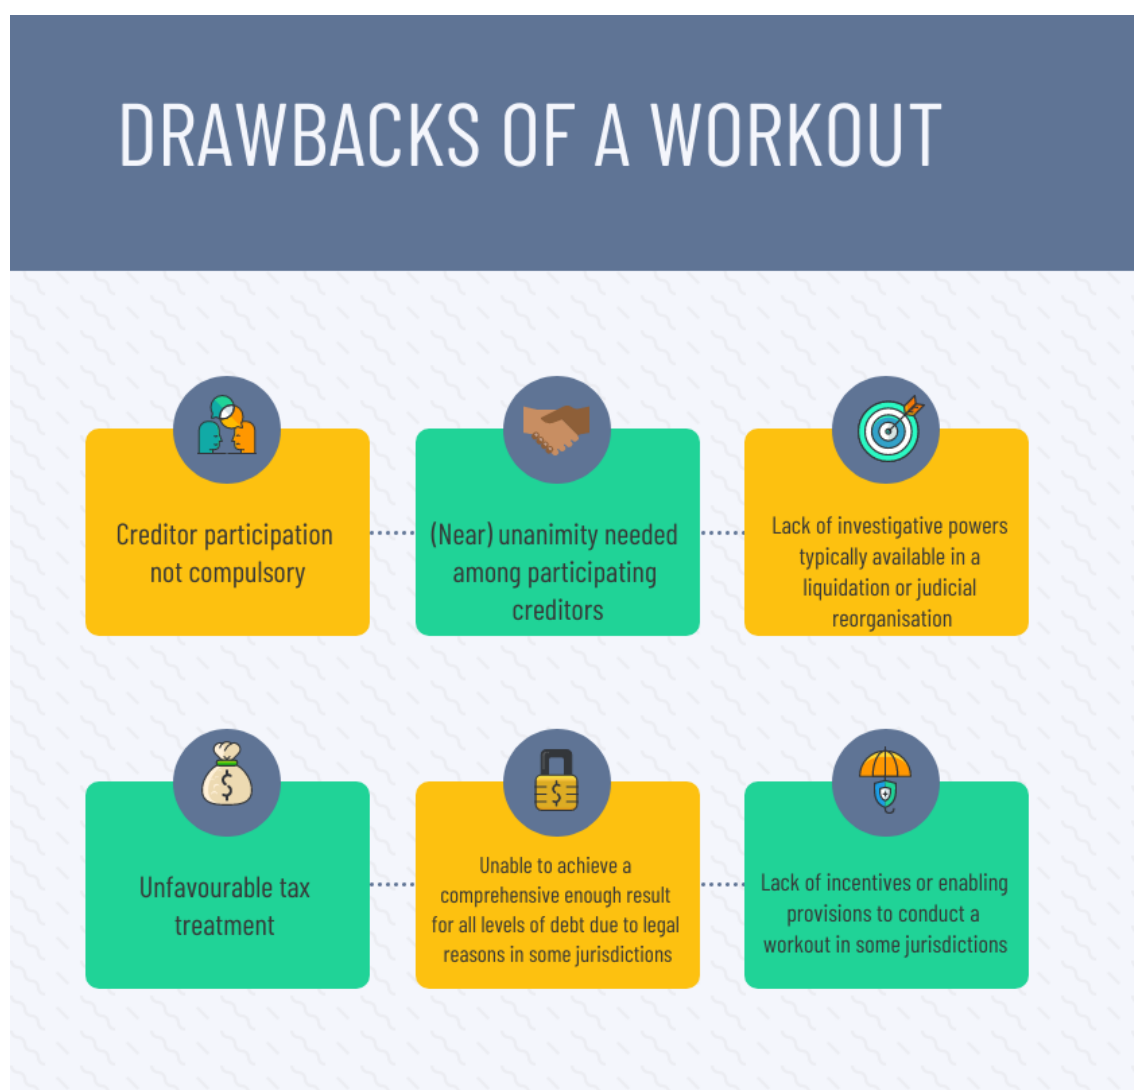 DRAWBACKS OF A WORKOUT
Creditor participation
not compulsory
(Near) unanimity needed
among participating
creditors
Lack of investigative powers
typically available in a
liquidation or judicial
reorganisation
Unfavourable tax
treatment
Unable to achieve a
comprehensive enough result
for all levels of debt due to legal
reasons in some jurisdictions
Lack of incentives or enabling
provisions to conduct a
workout in some jurisdictions